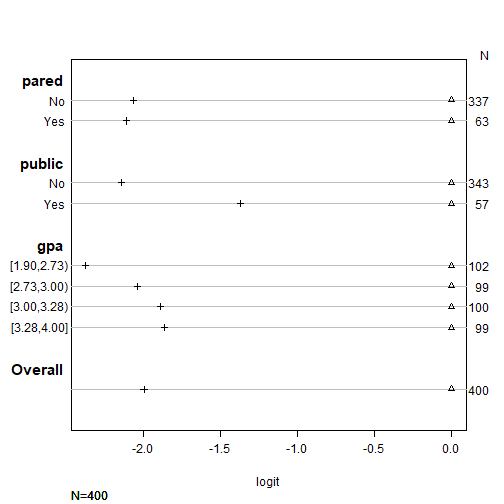 N
pared
No 337
Yes 63
public
No 343
Yes 57
gpa
[1.90,2.73) 102
[2.73,3.00) 99
[3.00,3.28) 100
[3.28,4.00] 99
Overall
400
-2.0 -1.5 -1.0 -0.5 0.0
logit
N=400